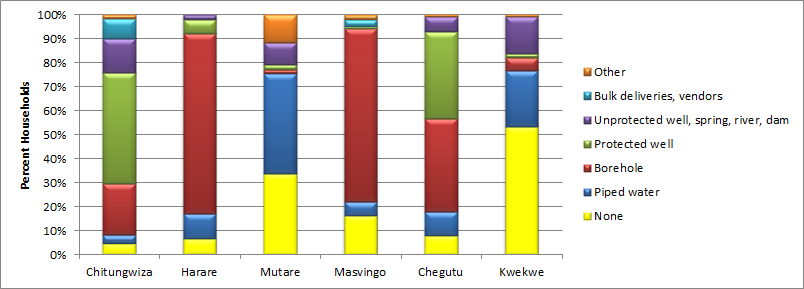 100%
90%
80%
70%
60%
50%
40%
30%
20%
10%
0%
Percent Households
Chitungwiza
Harare
Mutare
Masvingo
Chegutu
Kwekwe
Other
Bulk deliveries, vendors
Unprotected well, spring, river, dam
Protected well
Borehole
Piped water
None